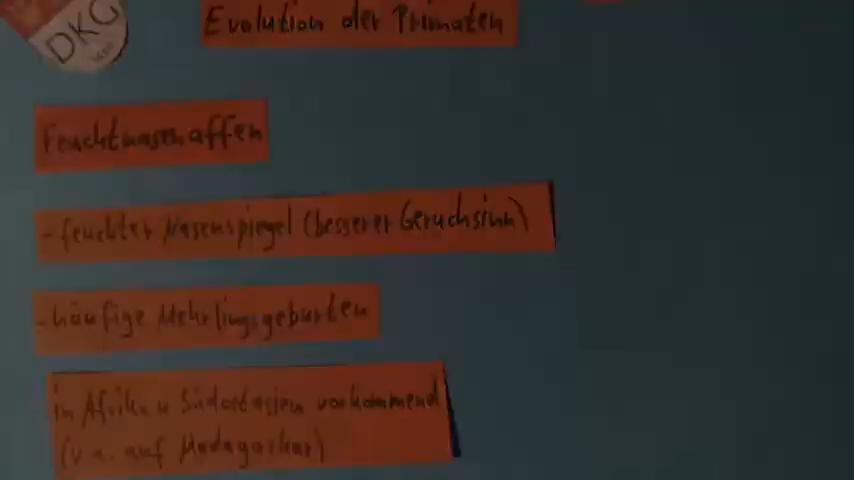 DKG
Evolution der Primaten
Feuchtnasenaffen
- feuchter Nasenspiegel (besserer Geruchsinn)
- häufige Mehrlingsgeburten
in Afrika u Südostasien vorkommend
(v.a. auf Madagaskar)